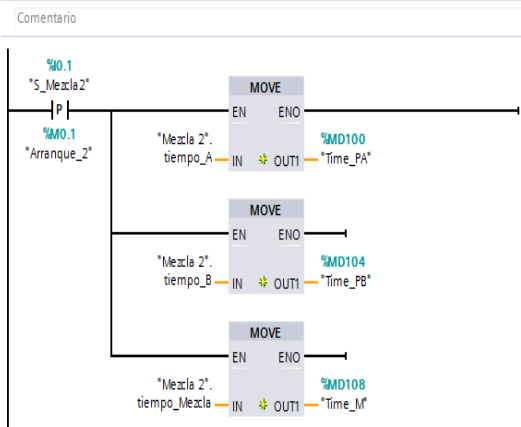 Comentario
%I0.1
"S_Mezcla2"
P
%M0.1
"Arranque_2"
MOVE
EN ENO
"Mezcla 2".
tiempo_A
IN OUT1
%MD100
"Time_PA"
MOVE
EN ENO
"Mezcla 2".
tiempo_B
IN OUT1
%MD104
"Time_PB"
MOVE
EN ENO
"Mezcla 2".
tiempo_Mezcla
IN OUT1
%MD108
"Time_M"